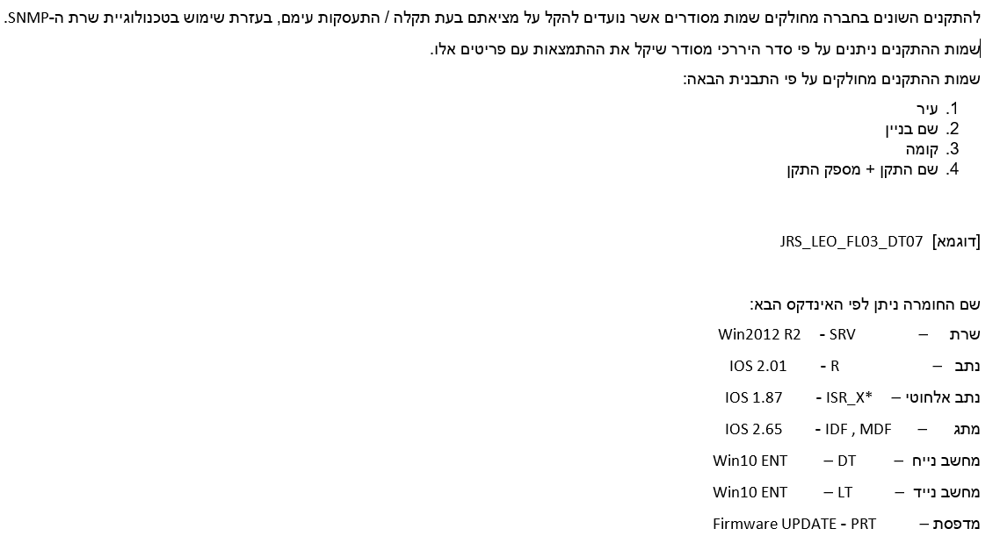 להתקנים השונים בחברה מחולקים שמות מסודרים אשר נועדים להקל על מציאתם בעת תקלה / התעסקות עימם, בעזרת שימוש בטכנולוגיית שרת ה-SNMP.
שמות ההתקנים ניתנים על פי סדר היררכי מסודר שיקל את ההתמצאות עם פריטים אלו.
שמות ההתקנים מחולקים על פי התבנית הבאה:
1. עיר
2. שם בניין
3. קומה
4. שם התקן + מספק התקן
[דוגמא] JRS_LEO_FL03_DT07
שם החומרה ניתן לפי האינדקס הבא:
שרת – SRV - Win2012 R2
נתב – R - IOS 2.01
נתב אלחוטי – ISR_X* - IOS 1.87
מתג – IDF , MDF - IOS 2.65
מחשב נייח – DT – Win10 ENT
מחשב נייד – LT – Win10 ENT
מדפסת – PRT - Firmware UPDATE